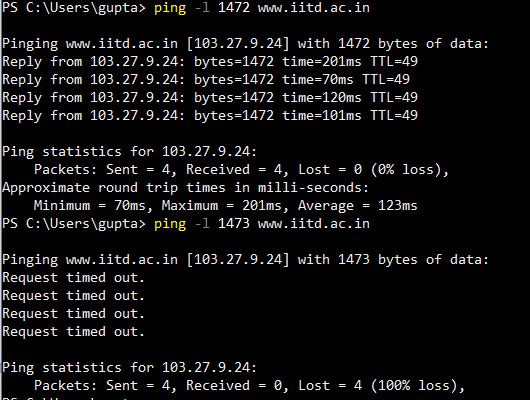 PS C:\Users\gupta> ping -l 1472 www.iitd.ac.in
Pinging www.iitd.ac.in [103.27.9.24] with 1472 bytes of data:
Reply from 103.27.9.24: bytes=1472 time=201ms TTL=49
Reply from 103.27.9.24: bytes=1472 time=70ms TTL=49
Reply from 103.27.9.24: bytes=1472 time=120ms TTL=49
Reply from 103.27.9.24: bytes=1472 time=101ms TTL=49
Ping statistics for 103.27.9.24:
    Packets: Sent = 4, Received = 4, Lost = 0 (0% loss),
Approximate round trip times in milli-seconds:
    Minimum = 70ms, Maximum = 201ms, Average = 123ms
PS C:\Users\gupta> ping -l 1473 www.iitd.ac.in
Pinging www.iitd.ac.in [103.27.9.24] with 1473 bytes of data:
Request timed out.
Request timed out.
Request timed out.
Request timed out.
Ping statistics for 103.27.9.24:
    Packets: Sent = 4, Received = 0, Lost = 4 (100% loss),